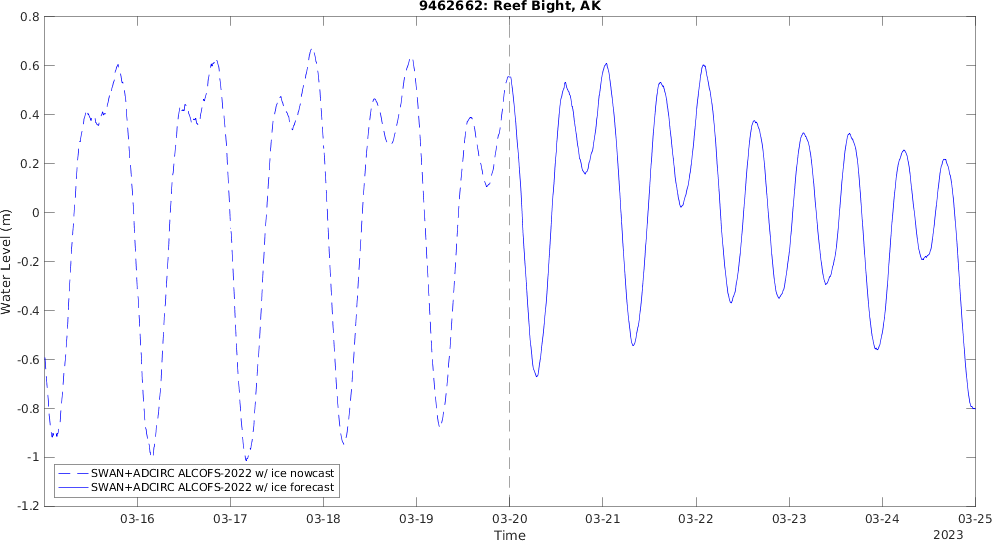 9462662: Reef Bight, AK
Water Level (m)
0.8
0.6
0.4
0.2
0
-0.2
-0.4
-0.6
-0.8
-1
-1.2
SWAN+ADCIRC ALCOFS-2022 w/ ice nowcast
SWAN+ADCIRC ALCOFS-2022 w/ ice forecast
03-16 03-17 03-18 03-19 03-20 03-21 03-22 03-23 03-24 03-25
Time 2023